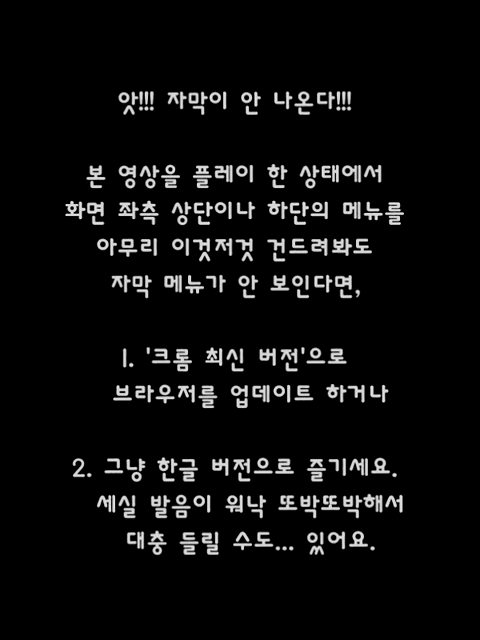 앗!!! 자막이 안 나온다!!!
본 영상을 플레이 한 상태에서
화면 좌측 상단이나 하단의 메뉴를
아무리 이것저것 건드려봐도
자막 메뉴가 안 보인다면,
1. '크롬 최신 버전'으로
브라우저를 업데이트 하거나
2. 그냥 한글 버전으로 즐기세요.
세실 발음이 워낙 또박또박해서
대충 들릴 수도... 있어요.